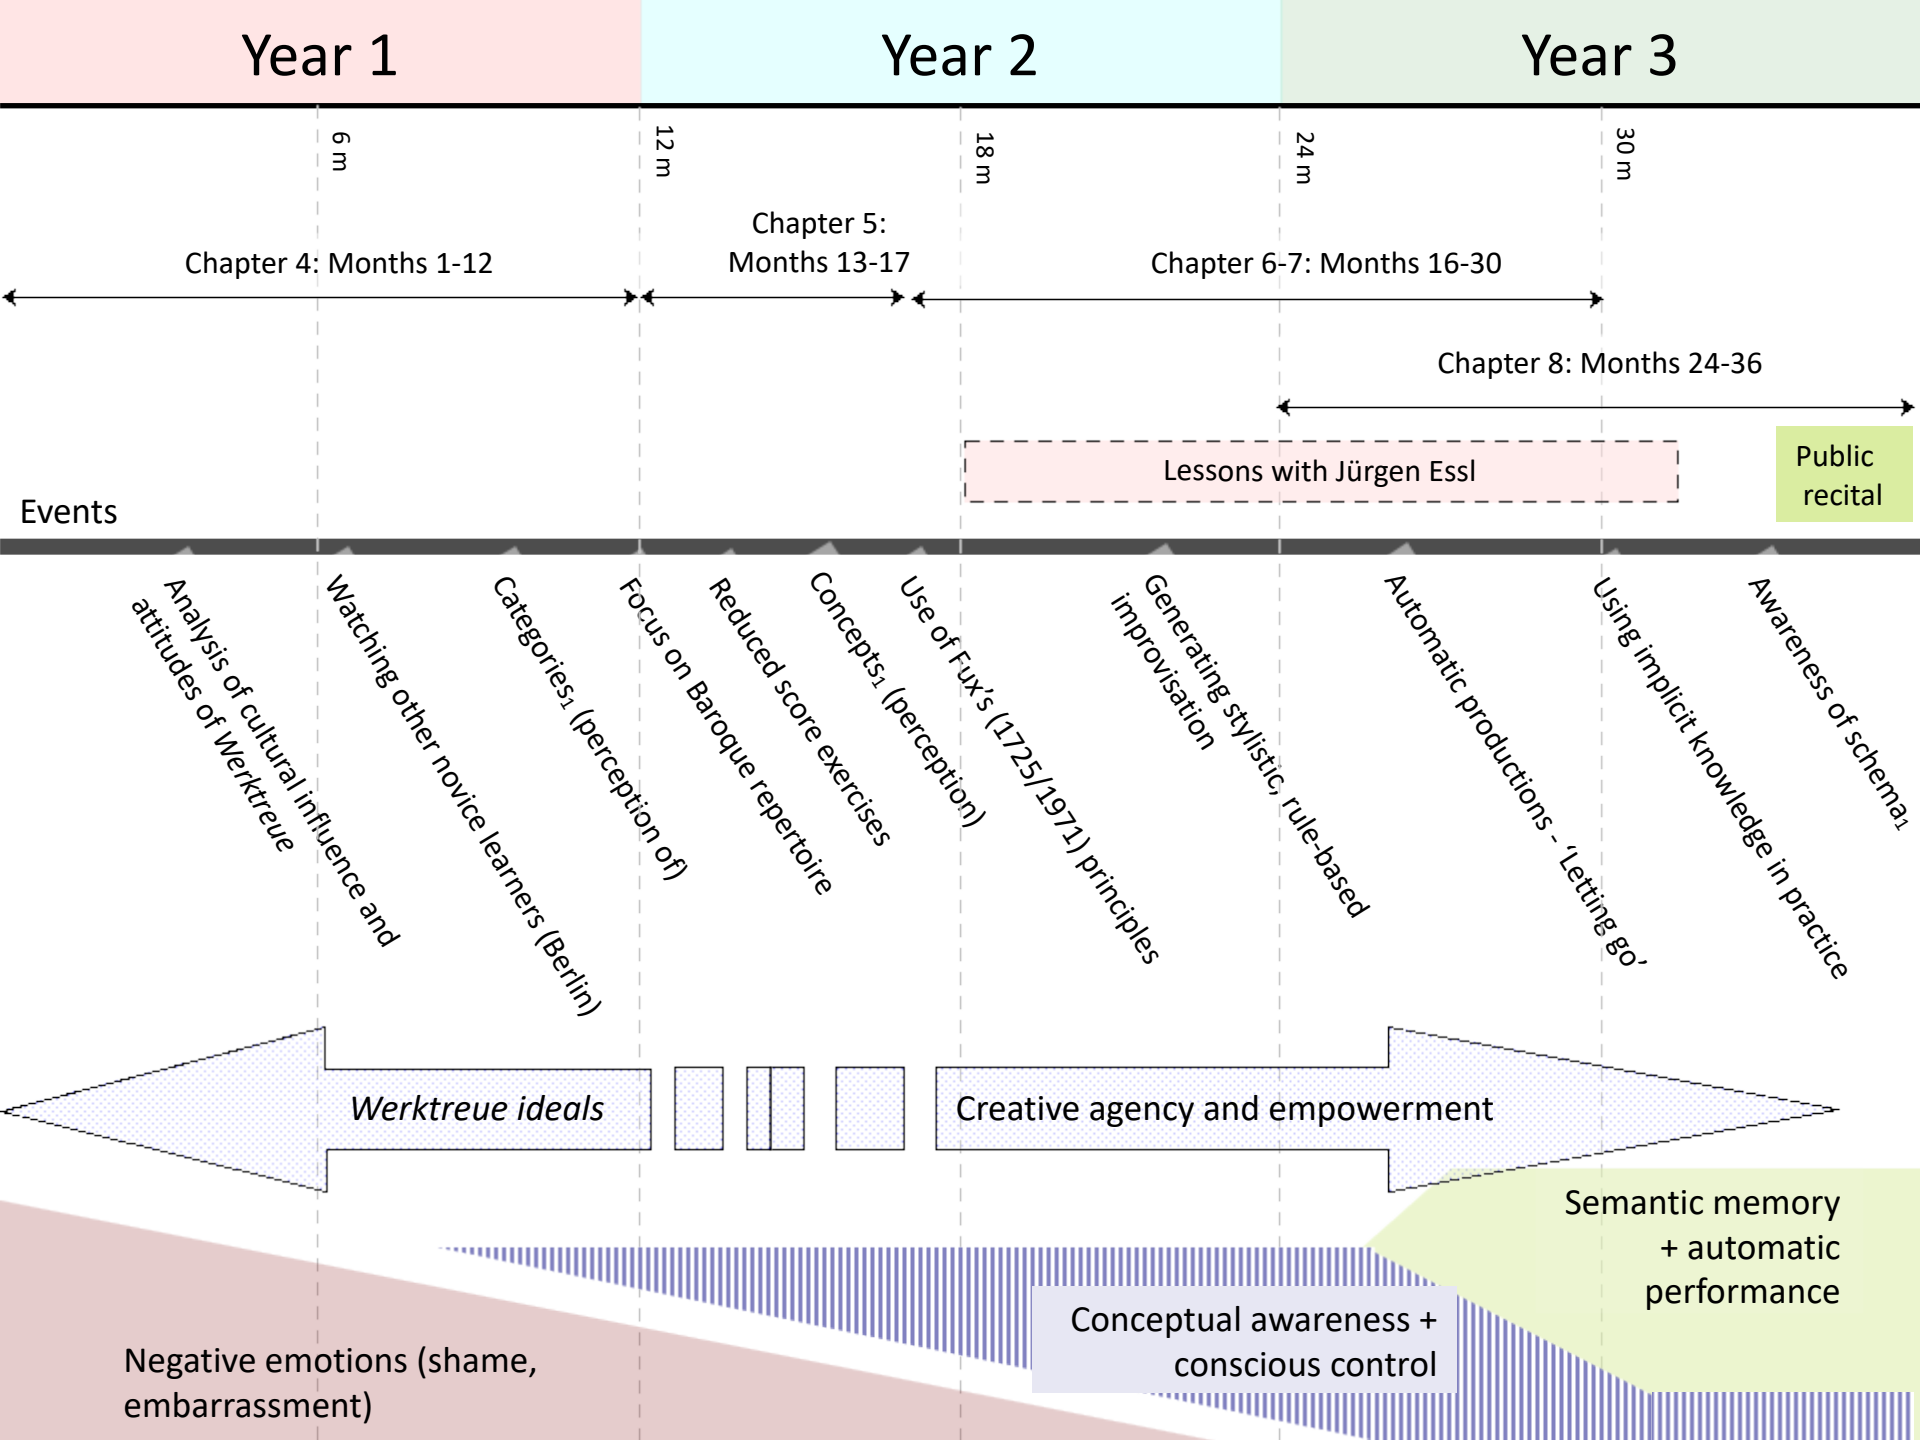 Year 1
Year 2
Year 3
6 m
12 m
18 m
24 m
30 m
Chapter 4: Months 1-12
Chapter 5:
Months 13-17
Chapter 6-7: Months 16-30
Chapter 8: Months 24-36
Lessons with Jürgen Essl
Public
recital
Events
Analysis of cultural influence and
attitudes of Werktreue
Watching other novice learners (Berlin)
Categories₁ (perception of)
Focus on Baroque repertoire
Reduced score exercises
Concepts₁ (perception)
Use of Fux’s (1725/1971) principles
Generating stylistic, rule-based
improvisation
Automatic productions - ‘Letting go’
Using implicit knowledge in practice
Awareness of schema₁
Werktreue ideals
Creative agency and empowerment
Semantic memory
+ automatic
performance
Conceptual awareness +
conscious control
Negative emotions (shame,
embarrassment)